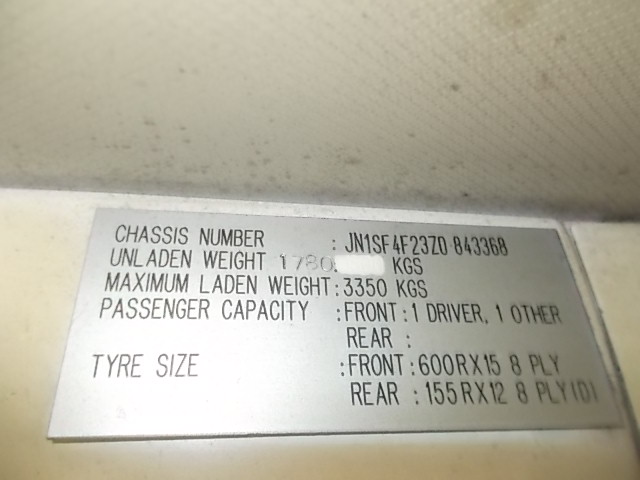 CHASSIS NUMBER : JN1SF4F23Z0 843368
UNLADEN WEIGHT 1780 KGS
MAXIMUM LADEN WEIGHT : 3350 KGS
PASSENGER CAPACITY : FRONT : 1 DRIVER, 1 OTHER
REAR :
TYRE SIZE : FRONT : 600RX15 8 PLY
REAR : 155RX12 8 PLY(D)